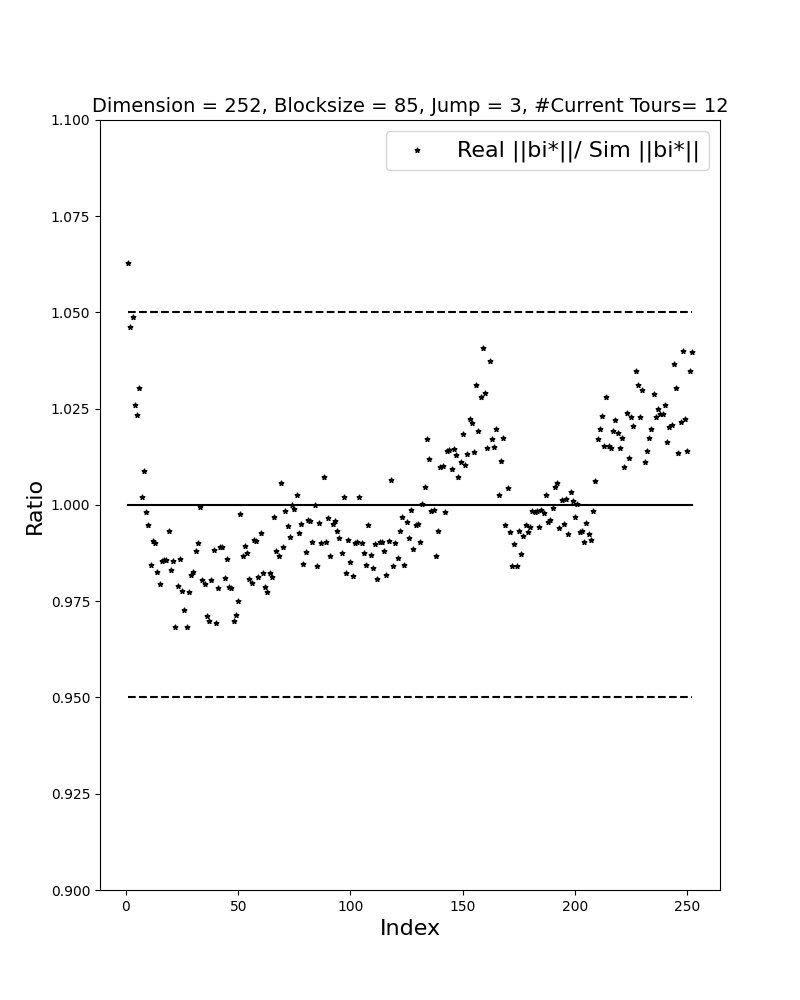 Dimension = 252, Blocksize = 85, Jump = 3, #Current Tours= 12
Real ||bi*||/ Sim ||bi*||
1.100
1.075
1.050
1.025
1.000
0.975
0.950
0.925
0.900
Ratio
0 50 100 150 200 250
Index